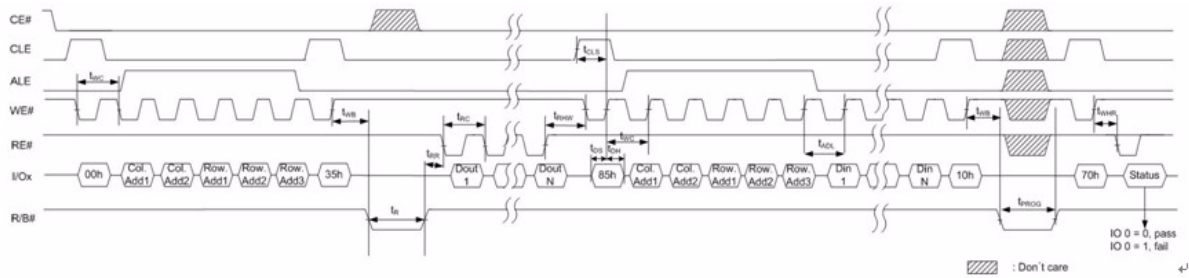 CE#
CLE
tCLS
tWC
ALE
WE#
tWB
tRC
tRHW
tWC
tADL
tWB
tWHR
RE#
tRR
tDS
tDH
I/Ox
00h
Col. Add1
Col. Add2
Row. Add1
Row. Add2
Row. Add3
35h
Dout 1
Dout N
85h
Col. Add1
Col. Add2
Row. Add1
Row. Add2
Row. Add3
Din 1
Din N
10h
70h
Status
tR
tPROG
R/B#
IO 0 = 0, pass
IO 0 = 1, fail
: Don´t care